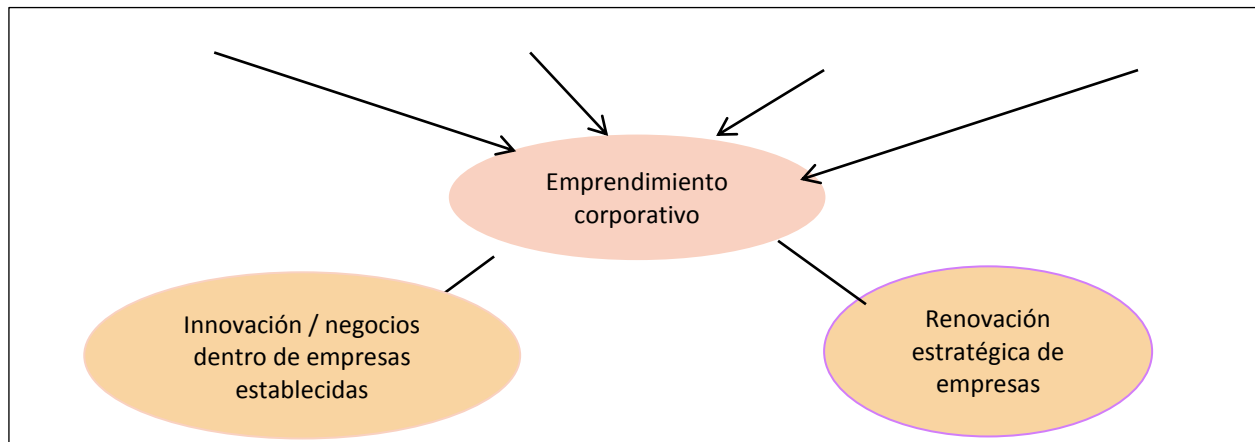 Emprendimiento
corporativo
Innovación / negocios
dentro de empresas
establecidas
Renovación
estratégica de
empresas